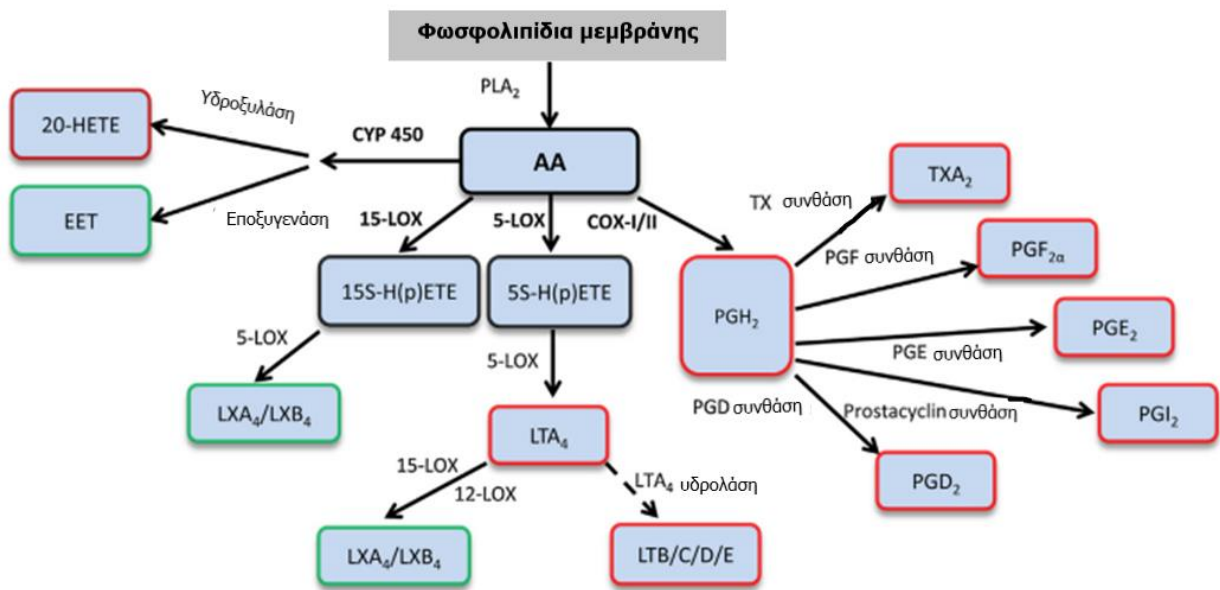 Φωσφολιπίδια μεμβράνης
PLA₂
Υδροξυλάση
20-HETE
CYP 450
AA
TXA₂
EET
Εποξυγενάση
15-LOX
5-LOX
COX-I/II
TX συνθάση
PGF συνθάση
PGF₂α
15S-H(p)ETE
5S-H(p)ETE
PGH₂
PGE₂
5-LOX
5-LOX
PGE συνθάση
LXA₄/LXB₄
LTA₄
PGD συνθάση
Prostacyclin συνθάση
PGI₂
15-LOX
12-LOX
LTA₄ υδρολάση
PGD₂
LXA₄/LXB₄
LTB/C/D/E